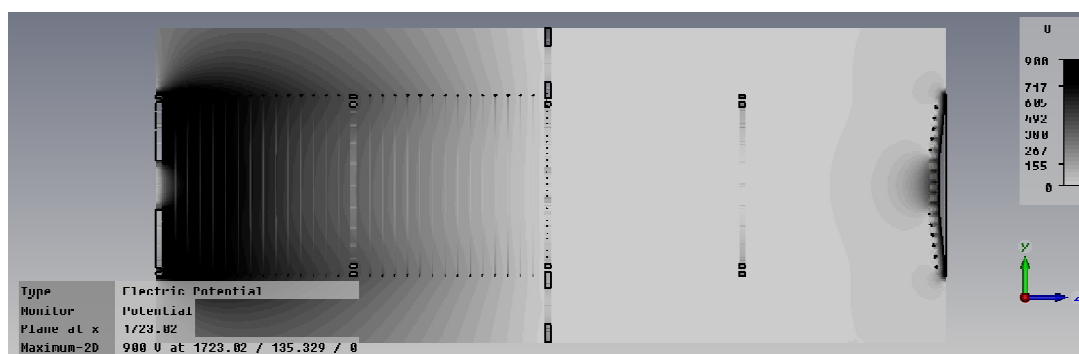 U
900
717
605
492
380
267
155
0
y
z
Type Electric Potential
Monitor Potential
Plane at x 1723.02
Maximum-2D 900 V at 1723.02 / 135.329 / 0